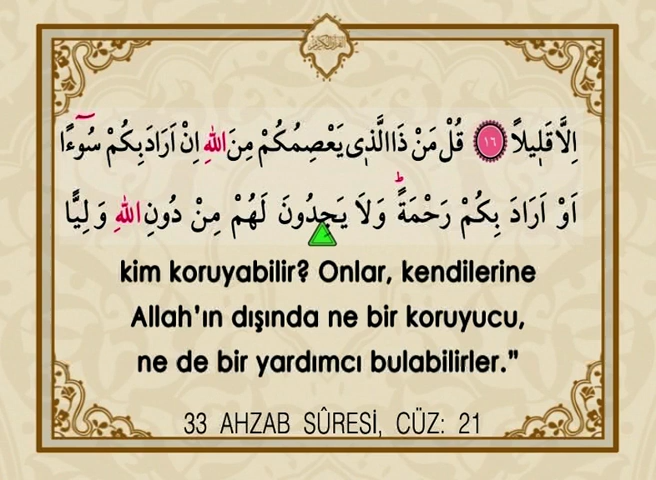 اِلَّا قَل۪يلًا ﴿١٦﴾ قُلْ مَنْ ذَا الَّذ۪ي يَعْصِمُكُمْ مِنَ اللّٰهِ اِنْ اَرَادَ بِكُمْ سُوٓءًا
اَوْ اَرَادَ بِكُمْ رَحْمَةًۜ وَلَا يَجِدُونَ لَهُمْ مِنْ دُونِ اللّٰهِ وَلِيًّا
kim koruyabilir? Onlar, kendilerine
Allah'ın dışında ne bir koruyucu,
ne de bir yardımcı bulabilirler."
33 AHZAB SÛRESİ, CÜZ: 21